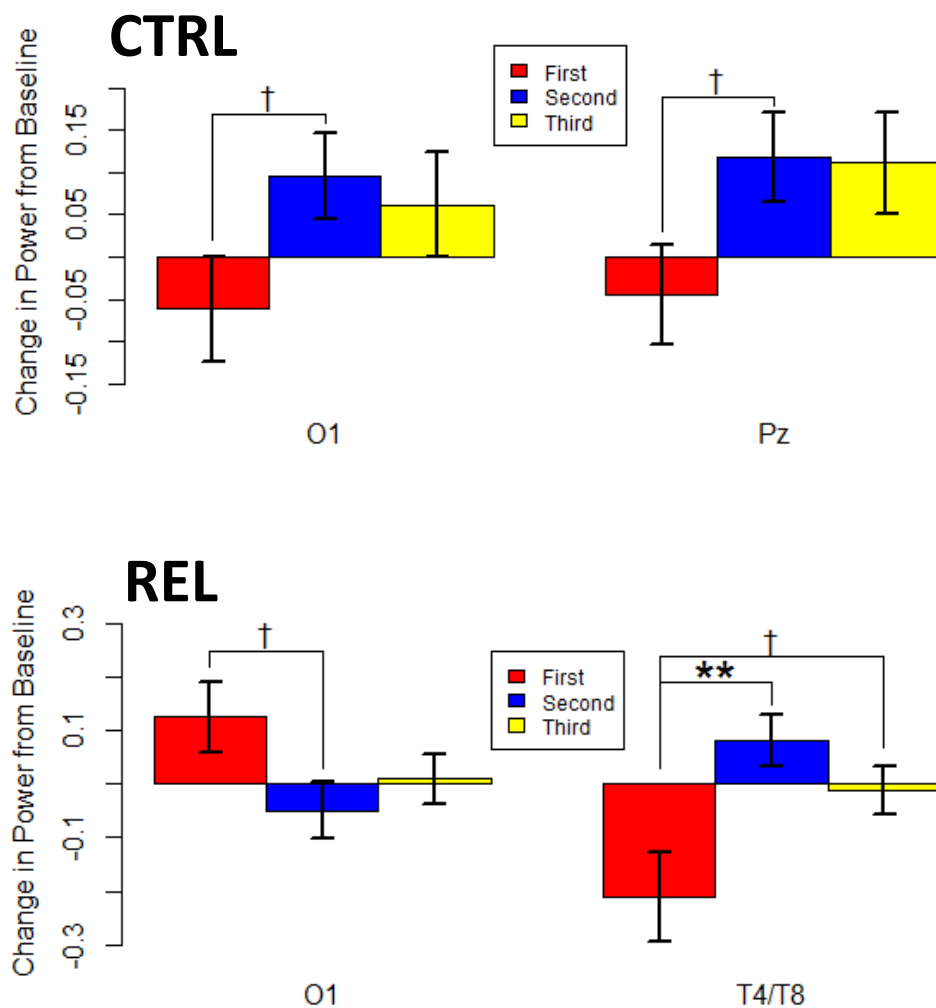 CTRL
Change in Power from Baseline
0.15
0.05
-0.05
-0.15
First
Second
Third
†
†
O1
Pz
REL
Change in Power from Baseline
0.3
0.1
-0.1
-0.3
First
Second
Third
†
†
**
O1
T4/T8